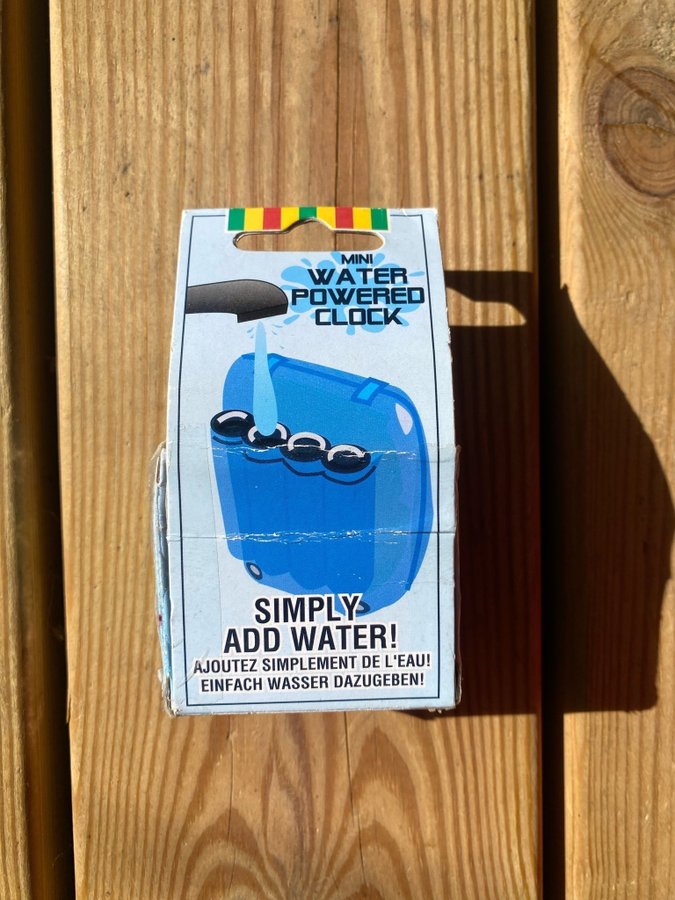 MINI
WATER
POWERED
CLOCK
SIMPLY
ADD WATER!
AJOUTEZ SIMPLEMENT DE L'EAU!
EINFACH WASSER DAZUGEBEN!